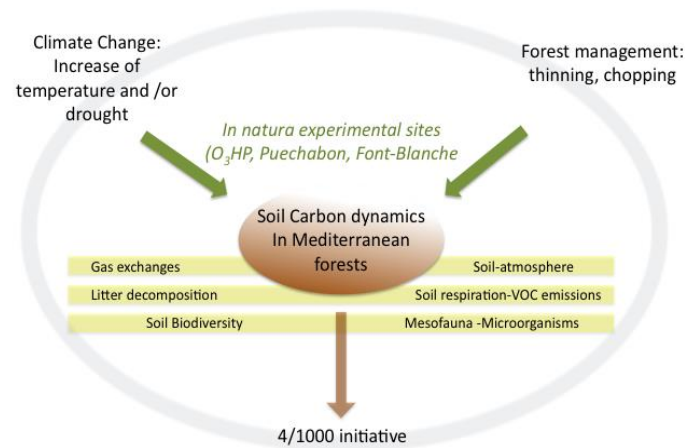 Climate Change:
Increase of
temperature and /or
drought
Forest management:
thinning, chopping
In natura experimental sites
(O₃HP, Puechabon, Font-Blanche
Soil Carbon dynamics
In Mediterranean
forests
Gas exchanges
Soil-atmosphere
Litter decomposition
Soil respiration-VOC emissions
Soil Biodiversity
Mesofauna -Microorganisms
4/1000 initiative